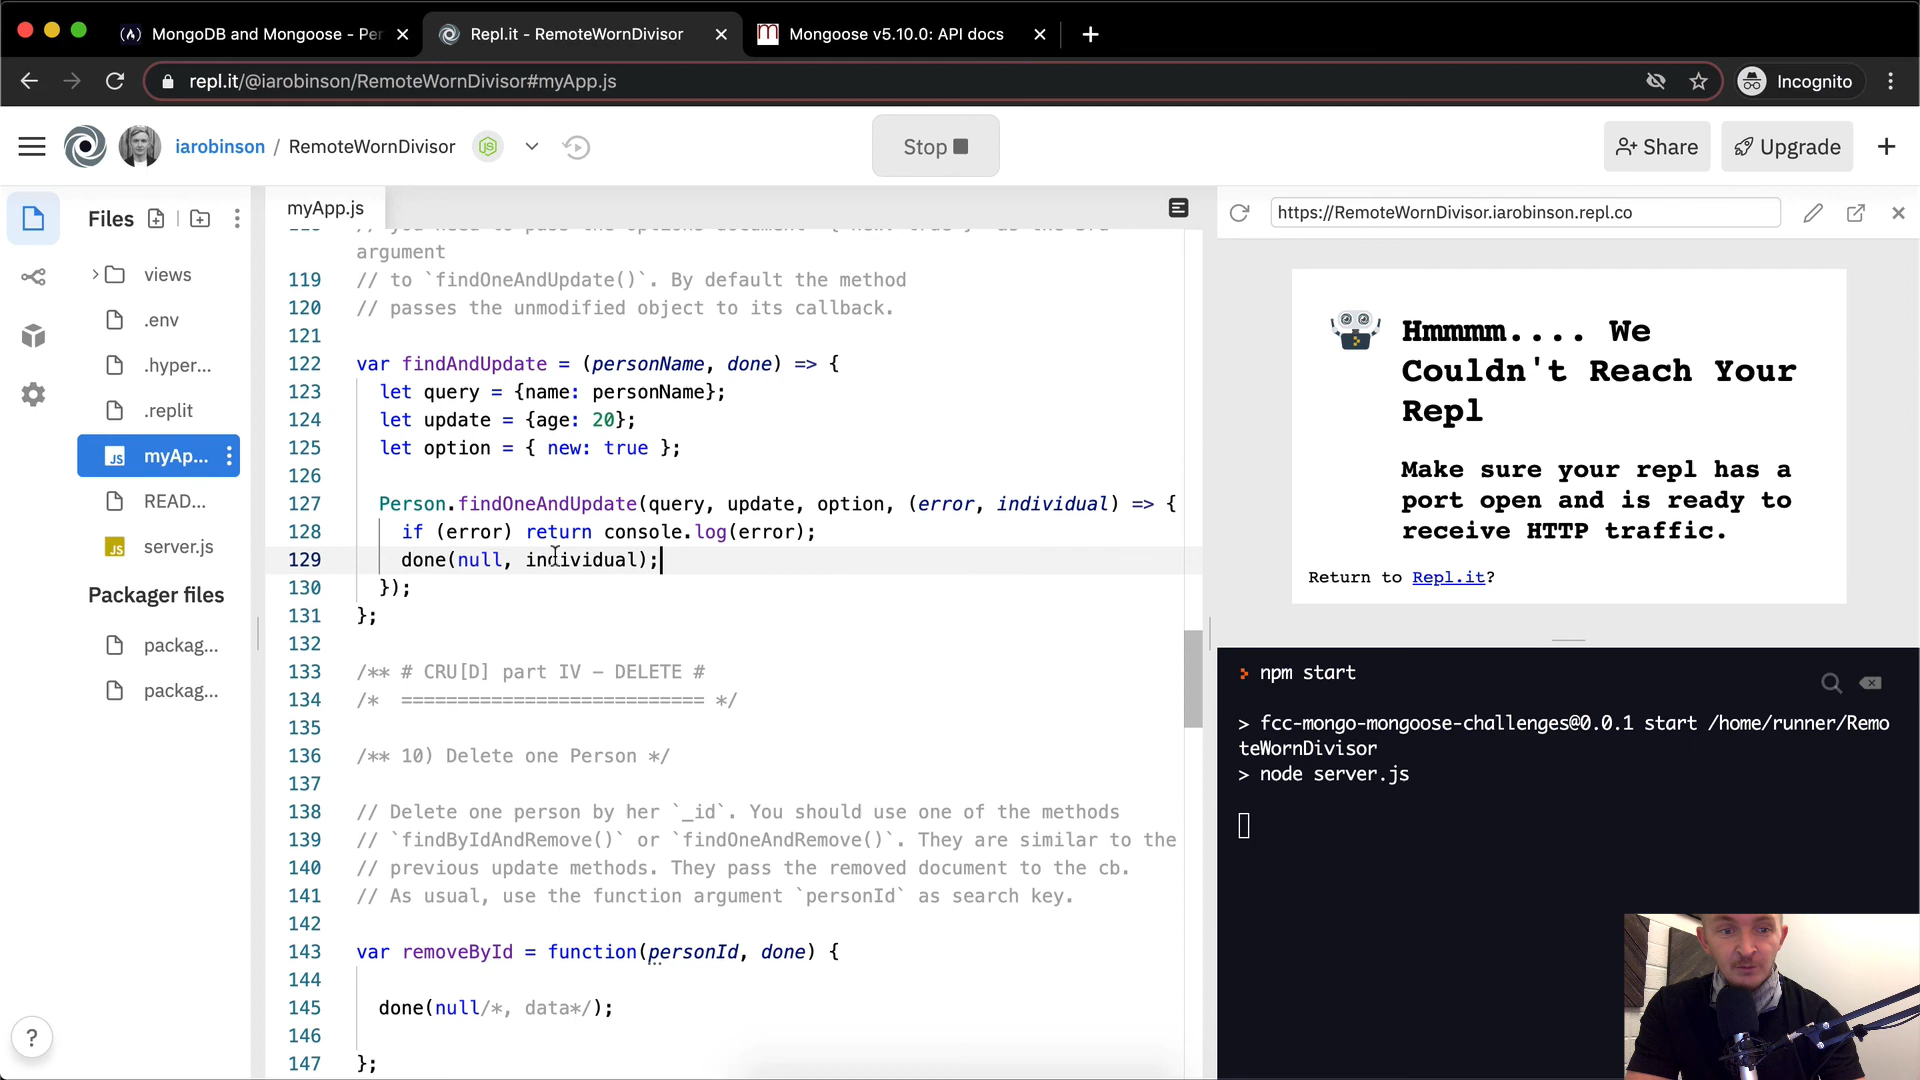 MongoDB and Mongoose - Per
Repl.it - RemoteWornDivisor
Mongoose v5.10.0: API docs
repl.it/@iarobinson/RemoteWornDivisor#myApp.js
Incognito
iarobinson / RemoteWornDivisor
Stop
Share
Upgrade
Files
views
.env
.hyper...
.replit
myAp...
READ...
server.js
Packager files
packag...
packag...
?
myApp.js
argument
119 // to `findOneAndUpdate()`. By default the method
120 // passes the unmodified object to its callback.
121
122 var findAndUpdate = (personName, done) => {
123 let query = {name: personName};
124 let update = {age: 20};
125 let option = { new: true };
126
127 Person.findOneAndUpdate(query, update, option, (error, individual) => {
128 if (error) return console.log(error);
129 done(null, individual);
130 });
131 };
132
133 /** # CRU[D] part IV - DELETE #
134 /* =========================== */
135
136 /** 10) Delete one Person */
137
138 // Delete one person by her `_id`. You should use one of the methods
139 // `findByIdAndRemove()` or `findOneAndRemove()`. They are similar to the
140 // previous update methods. They pass the removed document to the cb.
141 // As usual, use the function argument `personId` as search key.
142
143 var removeById = function(personId, done) {
144
145 done(null/*, data*/);
146
147 };
https://RemoteWornDivisor.iarobinson.repl.co
Hmmmm.... We
Couldn't Reach Your
Repl
Make sure your repl has a
port open and is ready to
receive HTTP traffic.
Return to Repl.it?
npm start
> fcc-mongo-mongoose-challenges@0.0.1 start /home/runner/Remo
teWornDivisor
> node server.js